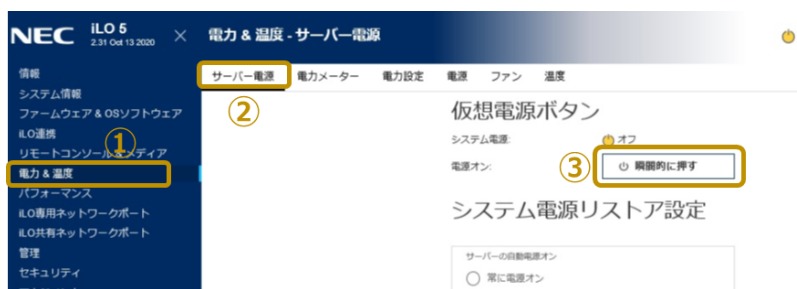 NEC iLO 5
2.31 Oct 13 2020
×
電力 & 温度 - サーバー電源
情報
システム情報
ファームウェア & OSソフトウェア
iLO連携
リモートコンソール & メディア
電力 & 温度
パフォーマンス
iLO専用ネットワークポート
iLO共有ネットワークポート
管理
セキュリティ
①
サーバー電源 電力メーター 電力設定 電源 ファン 温度
②
仮想電源ボタン
システム電源: オフ
電源オン: ③ 瞬間的に押す
システム電源リストア設定
サーバーの自動電源オン
常に電源オン